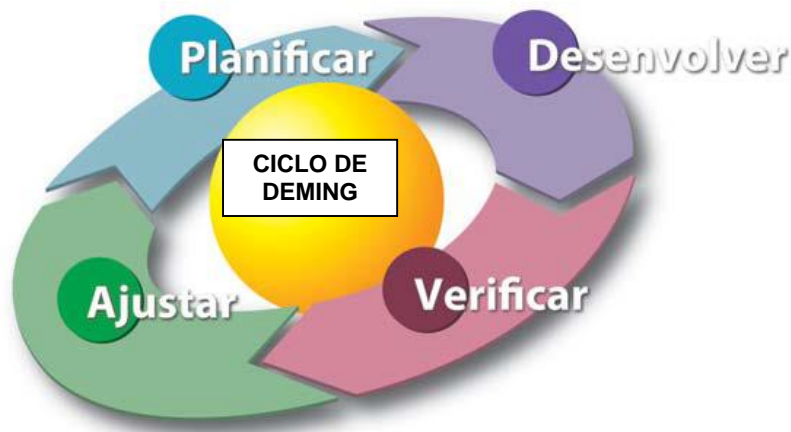 Planificar
Desenvolver
CICLO DE
DEMING
Ajustar
Verificar